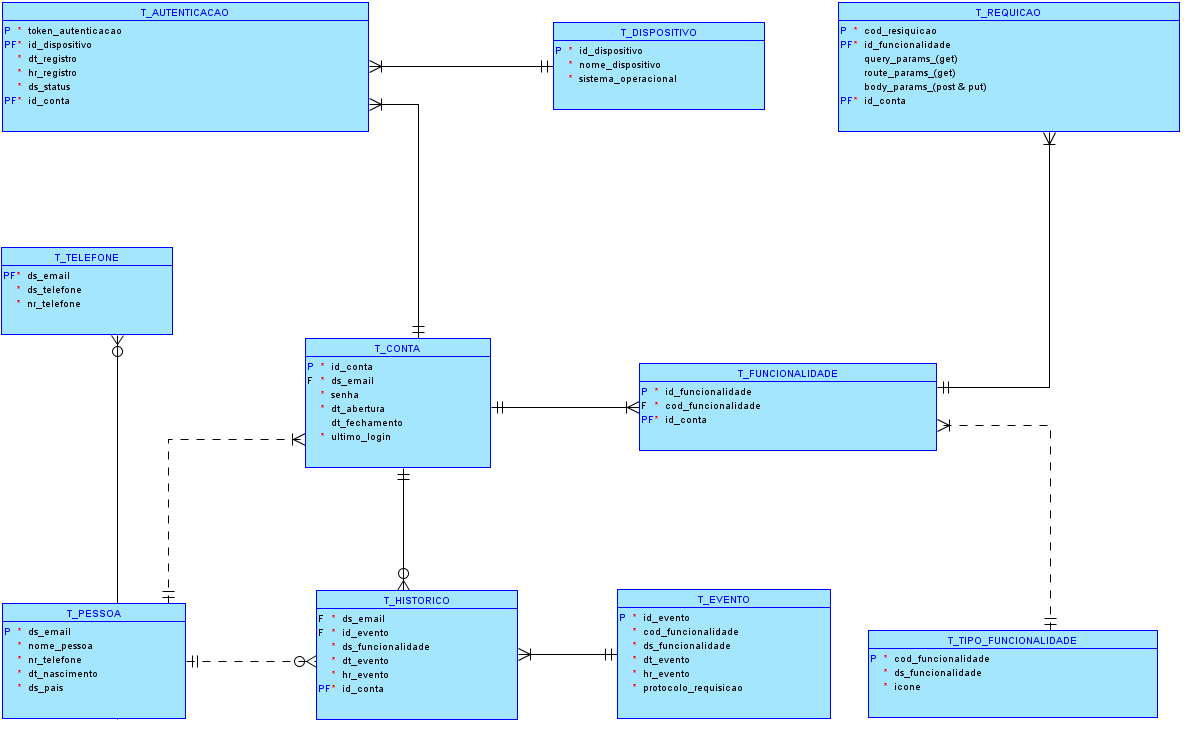 T_AUTENTICACAO
P * token_autenticacao
PF* id_dispositivo
* dt_registro
* hr_registro
* ds_status
PF* id_conta
T_DISPOSITIVO
P * id_dispositivo
* nome_dispositivo
* sistema_operacional
T_REQUICAO
P * cod_resiquicao
PF* id_funcionalidade
query_params_(get)
route_params_(get)
body_params_(post & put)
PF* id_conta
T_TELEFONE
PF* ds_email
* ds_telefone
* nr_telefone
T_CONTA
P * id_conta
F * ds_email
* senha
* dt_abertura
dt_fechamento
* ultimo_login
T_FUNCIONALIDADE
P * id_funcionalidade
F * cod_funcionalidade
PF* id_conta
T_PESSOA
P * ds_email
* nome_pessoa
* nr_telefone
* dt_nascimento
* ds_pais
T_HISTORICO
F * ds_email
F * id_evento
* ds_funcionalidade
* dt_evento
* hr_evento
PF* id_conta
T_EVENTO
P * id_evento
* cod_funcionalidade
* ds_funcionalidade
* dt_evento
* hr_evento
* protocolo_requisicao
T_TIPO_FUNCIONALIDADE
P * cod_funcionalidade
* ds_funcionalidade
* icone